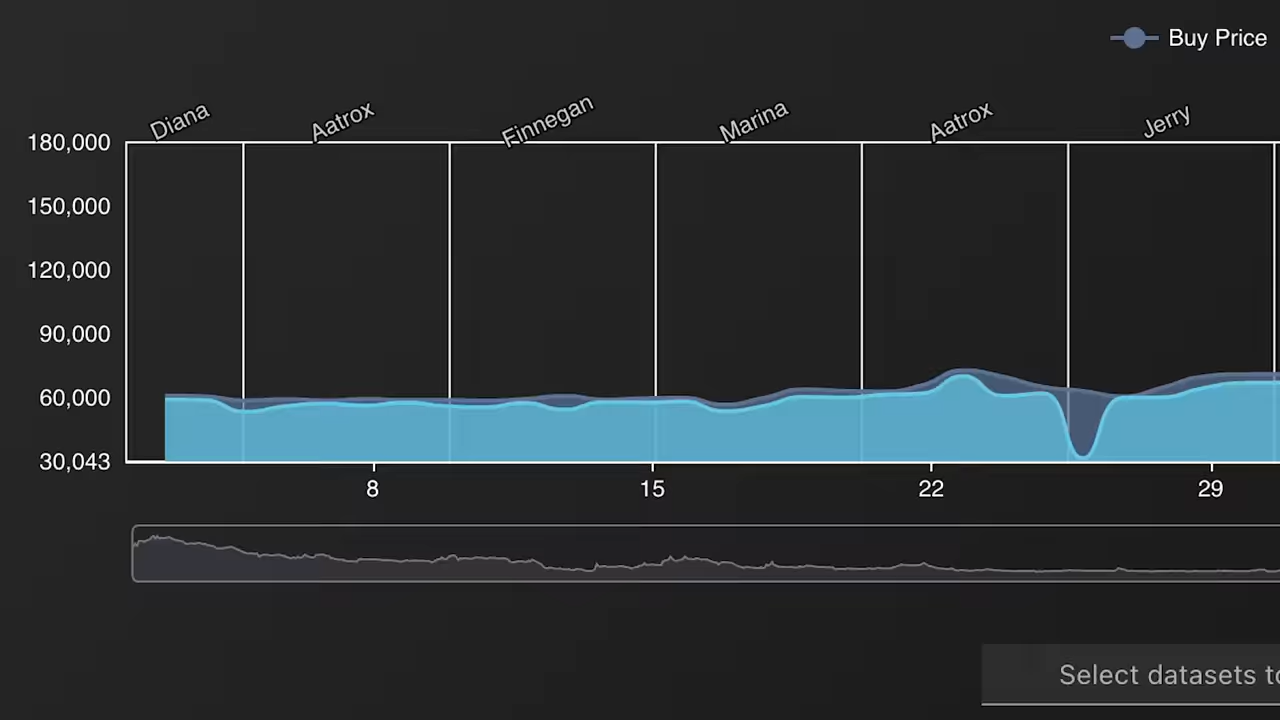 Buy Price
Diana Aatrox Finnegan Marina Aatrox Jerry
180,000
150,000
120,000
90,000
60,000
30,043
8 15 22 29
Select datasets